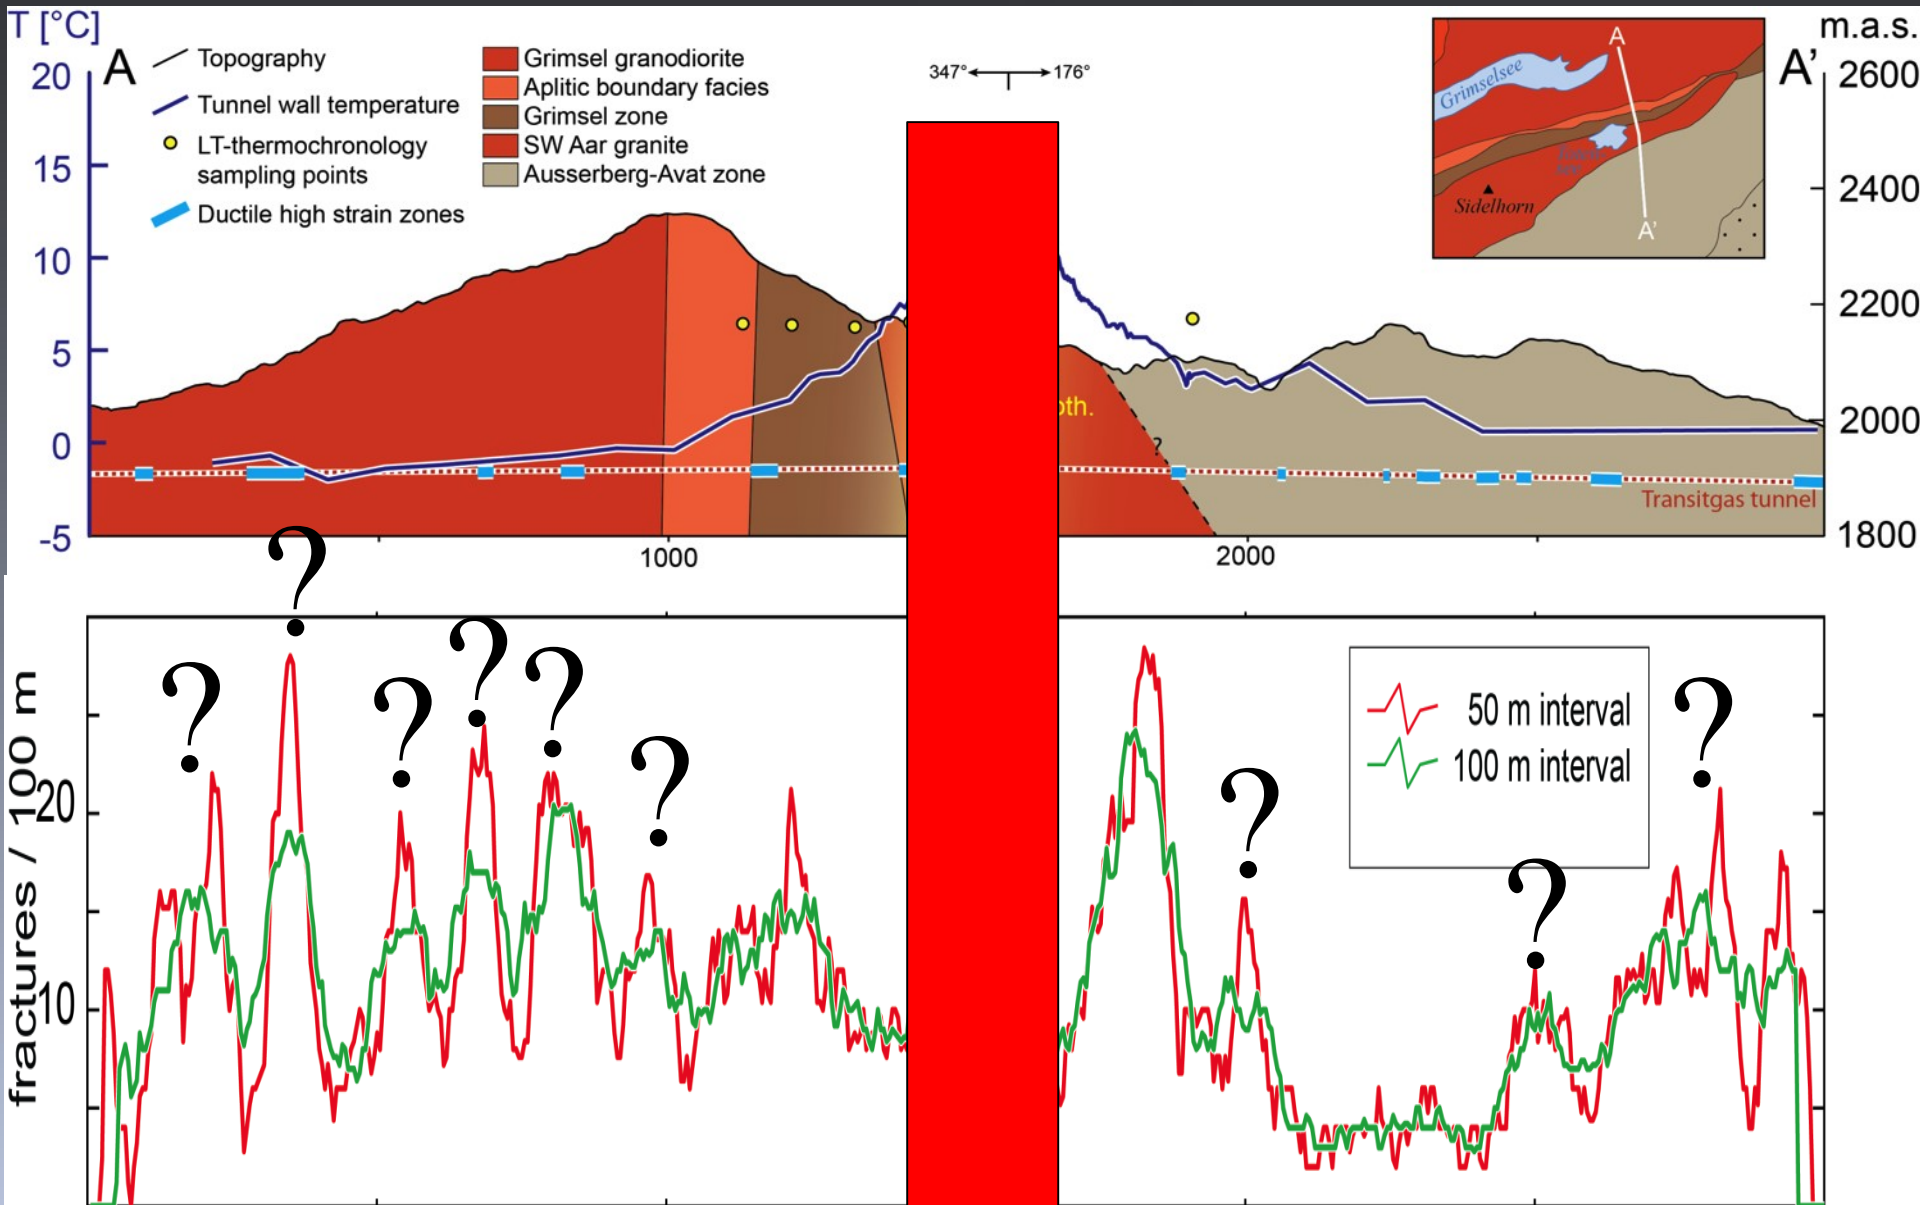 T [°C]
A
20
15
10
5
0
-5
Topography
Tunnel wall temperature
LT-thermochronology
sampling points
Ductile high strain zones
Grimsel granodiorite
Aplitic boundary facies
Grimsel zone
SW Aar granite
Ausserberg-Avat zone
347°
176°
Grimselsee
Sidelhorn
A
A'
A'
m.a.s.
2600
2400
2200
2000
1800
oth.
?
Transitgas tunnel
1000
2000
?
?
?
?
?
?
?
?
?
fractures / 100 m
20
10
50 m interval
100 m interval